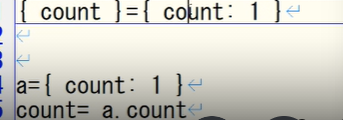 { count }={ count: 1 }
a={ count: 1 }
count= a.count